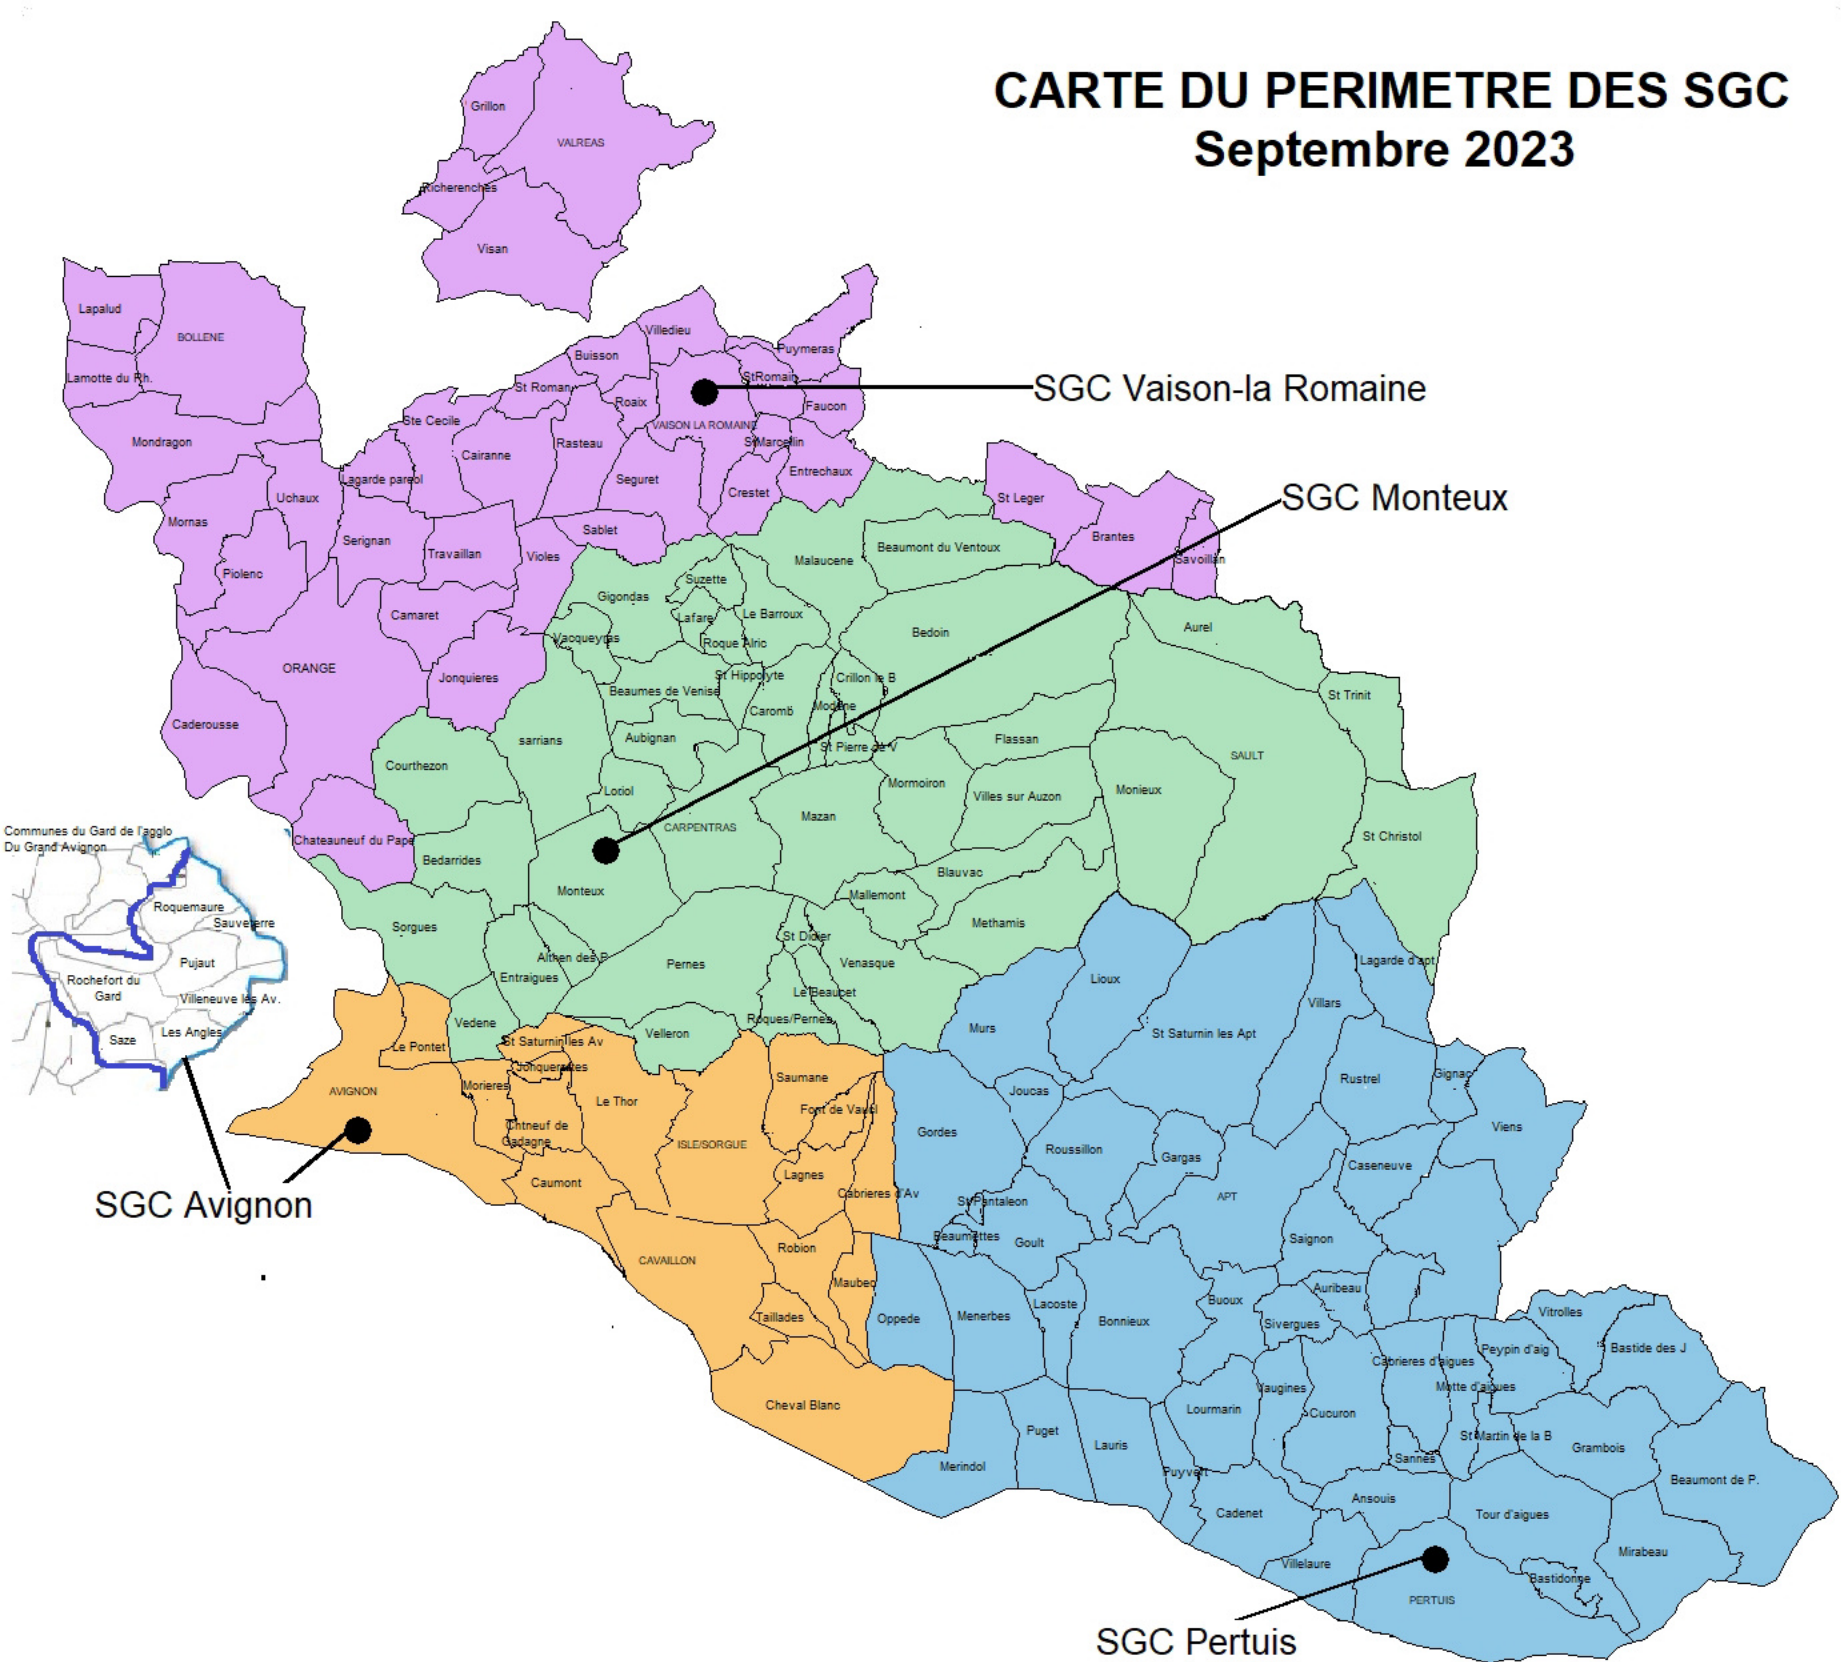 CARTE DU PERIMETRE DES SGC
Septembre 2023
Grillon
VALREAS
Richerenches
Visan
Lapalud
BOLLENE
Lamotte du Rh.
Mondragon
Villedieu
Buisson
Puymeras
St Roman
StRomain
SGC Vaison-la Romaine
Roaix
Faucon
Ste Cecile
VAISON LA ROMAINE
Rasteau
StMarcellin
Cairanne
Entrechaux
Lagarde pareol
Seguret
Crestet
Uchaux
St Leger
SGC Monteux
Mornas
Sablet
Serignan
Travaillan
Violes
Brantes
Savoillan
Piolenc
Malaucene
Beaumont du Ventoux
Suzette
Gigondas
Camaret
Lafare
Le Barroux
Vacqueyras
Roque Alric
Bedoin
Aurel
ORANGE
Jonquieres
St Hippolyte
Crillon le B
Beaumes de Venise
St Trinit
Caderousse
Caromb
Modene
sarrians
Aubignan
St Pierre de V
Flassan
SAULT
Courthezon
Loriol
Mormoiron
Villes sur Auzon
Monieux
Mazan
CARPENTRAS
St Christol
Chateauneuf du Pape
Bedarrides
Monteux
Blauvac
Mallemont
Methamis
Communes du Gard de l'agglo
Du Grand Avignon
Roquemaure
Sauveterre
Pujaut
Rochefort du
Gard
Villeneuve les Av.
Saze
Les Angles
Sorgues
St Didier
Althen des P
Pernes
Venasque
Entraigues
Le Beaucet
Lagarde d'apt
Lioux
Villars
Vedene
Velleron
Roques/Pernes
Murs
St Saturnin les Apt
Le Pontet
St Saturnin les Av
Jonquerettes
Saumane
AVIGNON
Morieres
Le Thor
Font de Vaucl
Joucas
Rustrel
Gignac
Chtneuf de
Gadagne
ISLE/SORGUE
Gordes
Roussillon
Gargas
Viens
Caseneuve
Caumont
Lagnes
Cabrieres d'Av
St Pantaleon
APT
SGC Avignon
Beaumettes
Goult
Saignon
CAVAILLON
Robion
Maubec
Auribeau
Buoux
Taillades
Oppede
Menerbes
Lacoste
Bonnieux
Sivergues
Vitrolles
Cabrieres d'aigues
Peypin d'aig
Bastide des J
Vaugines
Motte d'aigues
Cheval Blanc
Lourmarin
Cucuron
Puget
Lauris
St Martin de la B
Grambois
Merindol
Puyvert
Sannes
Beaumont de P.
Ansouis
Cadenet
Tour d'aigues
Mirabeau
Villelaure
Bastidonne
PERTUIS
SGC Pertuis